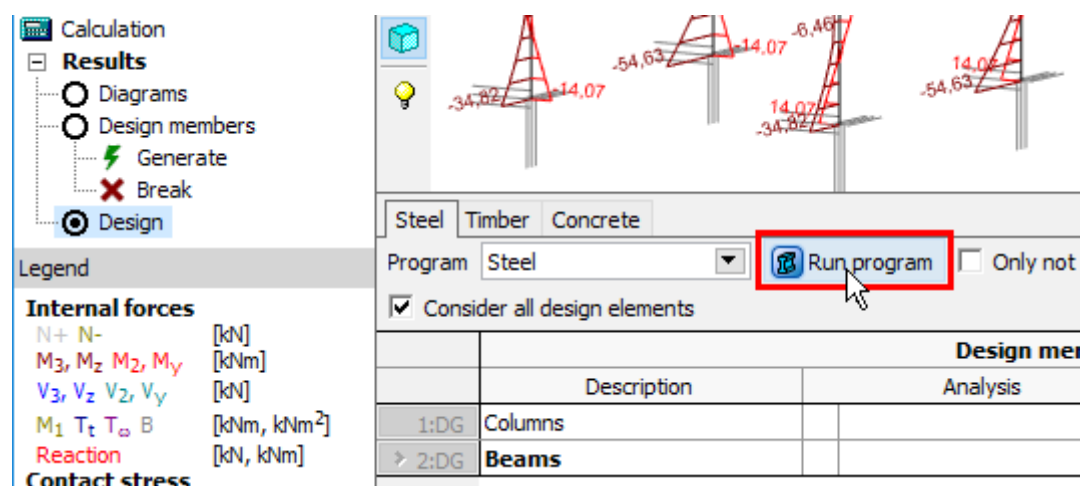 Calculation
Results
Diagrams
Design members
Generate
Break
Design
Legend
Internal forces
N+ N- [kN]
M3, Mz M2, My [kNm]
V3, Vz V2, Vy [kN]
M1 Tt Tω B [kNm, kNm²]
Reaction [kN, kNm]
Contact stress
-34,82 14,07
-54,63 -14,07
-6,46
14,07
-34,82
14,07
-54,63
Steel Timber Concrete
Program Steel Run program Only not
Consider all design elements
Design mer
Description Analysis
1:DG Columns
2:DG Beams